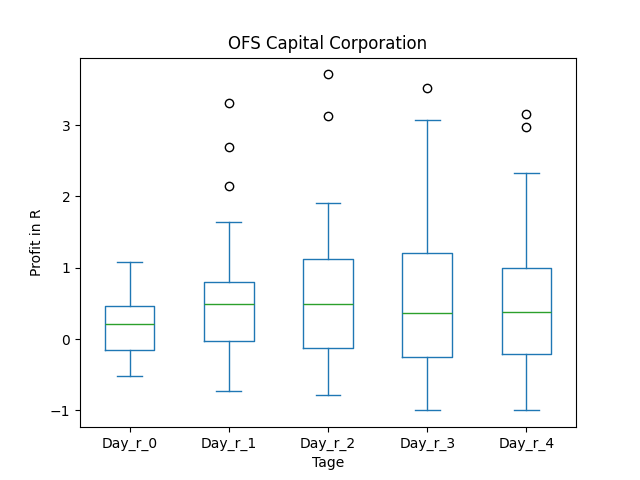 OFS Capital Corporation
Profit in R
3
2
1
0
−1
Day_r_0 Day_r_1 Day_r_2 Day_r_3 Day_r_4
Tage